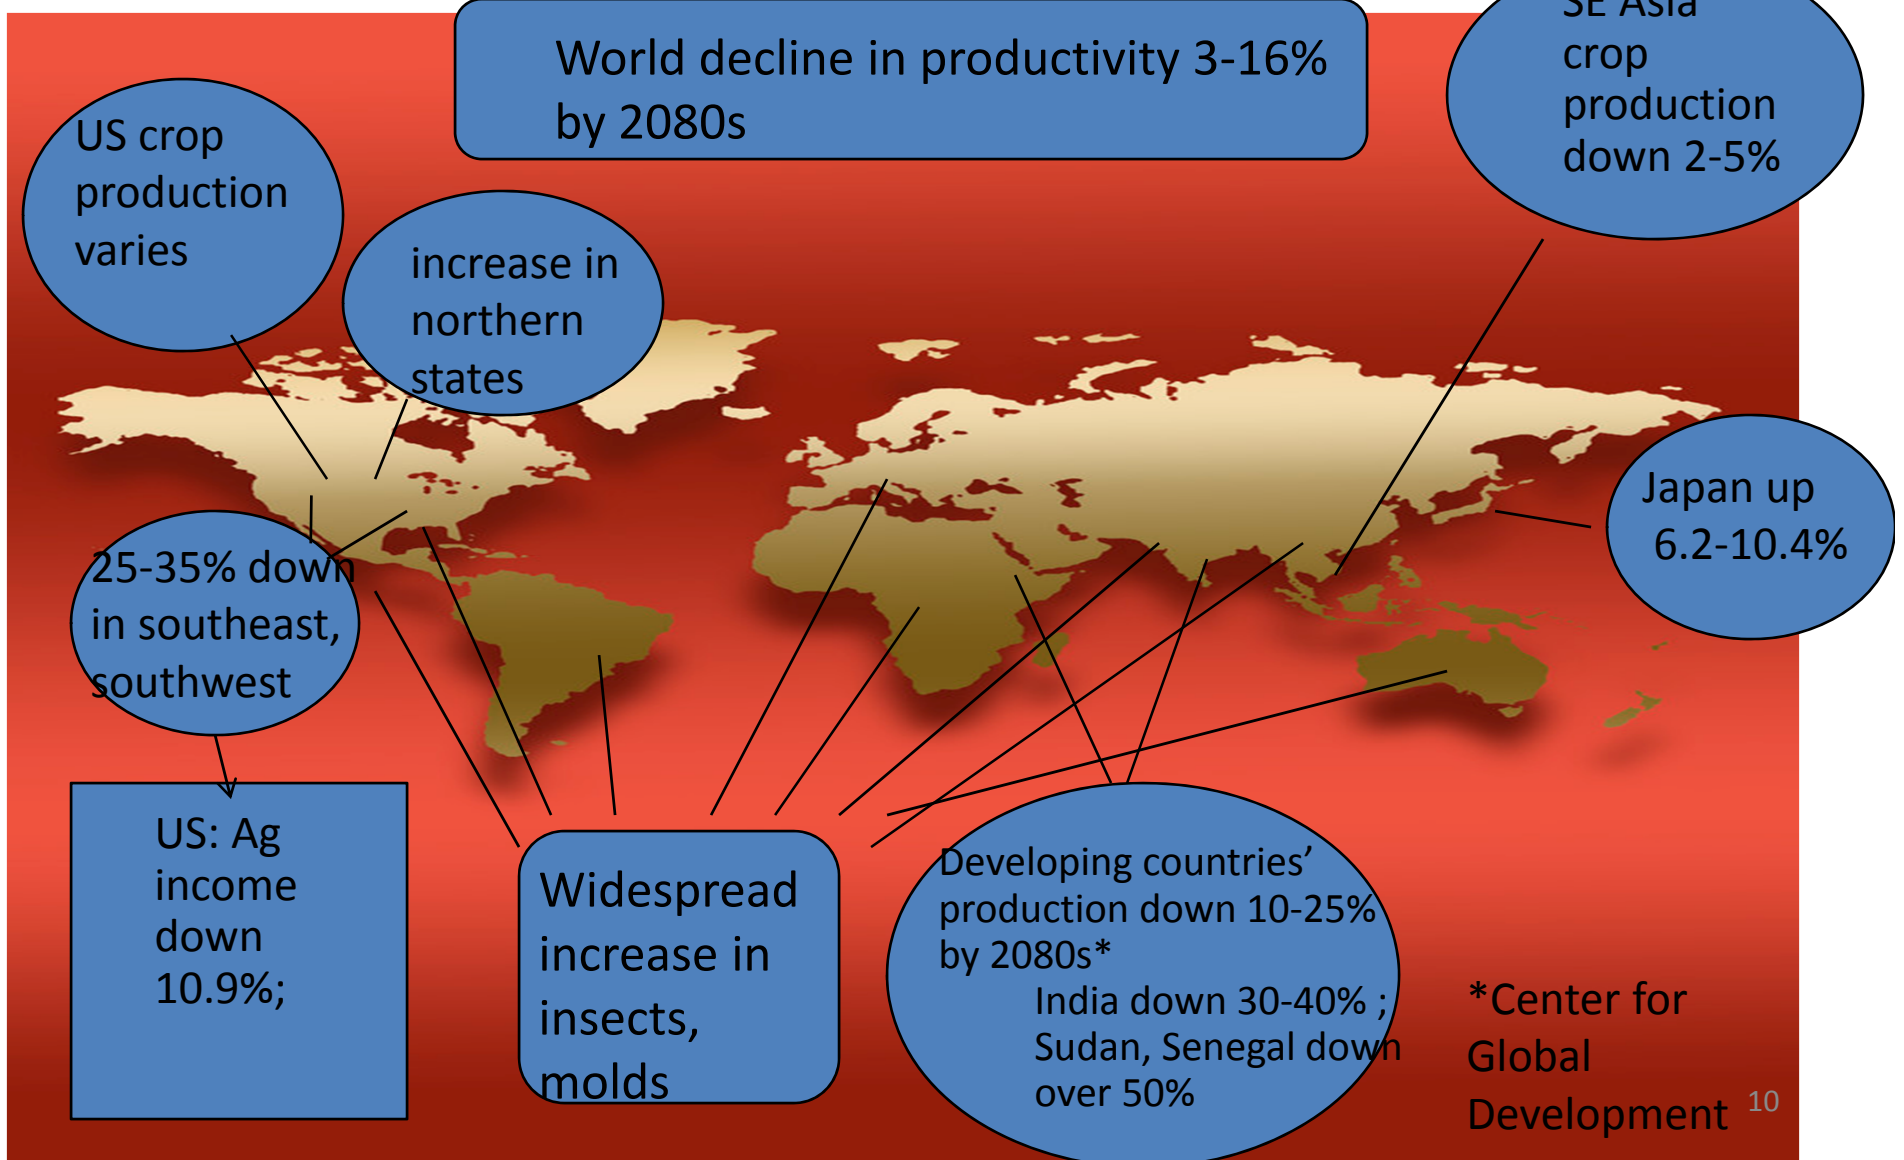 World decline in productivity 3-16%
by 2080s
SE Asia
crop
production
down 2-5%
US crop
production
varies
increase in
northern
states
Japan up
6.2-10.4%
25-35% down
in southeast,
southwest
US: Ag
income
down
10.9%;
Widespread
increase in
insects,
molds
Developing countries’
production down 10-25%
by 2080s*
India down 30-40% ;
Sudan, Senegal down
over 50%
*Center for
Global
Development
10